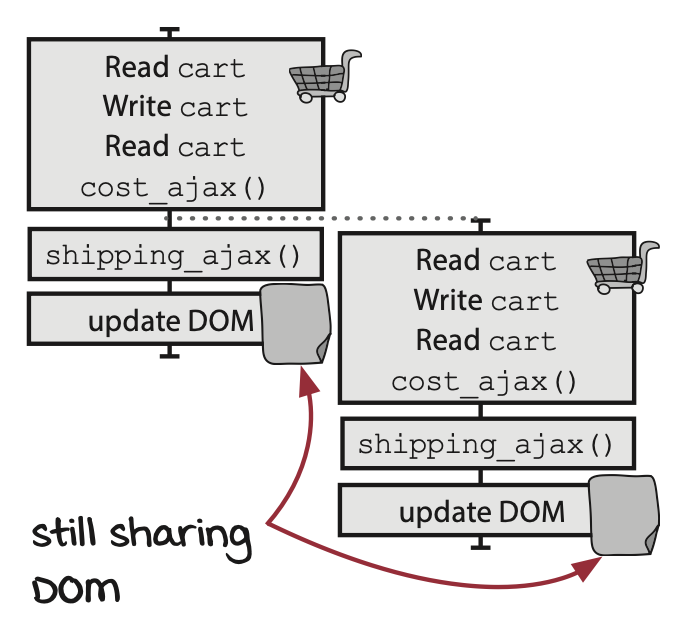 Read cart
Write cart
Read cart
cost_ajax()
shipping_ajax()
update DOM
Read cart
Write cart
Read cart
cost_ajax()
shipping_ajax()
update DOM
still sharing
DOM